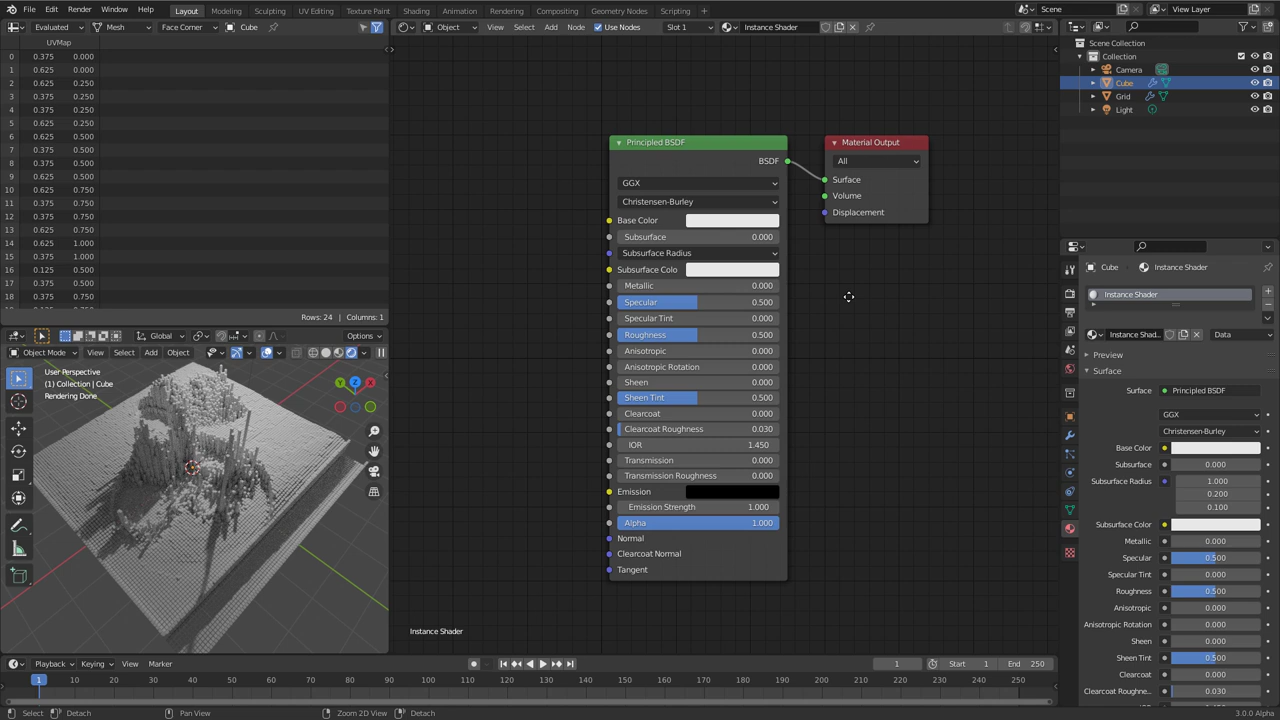 File Edit Render Window Help Layout Modeling Sculpting UV Editing Texture Paint Shading Animation Rendering Compositing Geometry Nodes Scripting Scene View Layer
Evaluated Mesh Face Corner Cube
Object View Select Add Node Use Nodes Slot 1 Instance Shader
UVMap
0 0.375 0.000
1 0.625 0.000
2 0.625 0.250
3 0.375 0.250
4 0.375 0.250
5 0.625 0.250
6 0.625 0.500
7 0.375 0.500
8 0.375 0.500
9 0.625 0.500
10 0.625 0.750
11 0.375 0.750
12 0.375 0.750
13 0.625 0.750
14 0.625 1.000
15 0.375 1.000
16 0.125 0.500
17 0.375 0.500
18 0.375 0.750
Rows: 24 | Columns: 1
Global Options
Object Mode View Select Add Object
User Perspective
(1) Collection | Cube
Rendering Done
Y Z X
Principled BSDF
BSDF
GGX
Christensen-Burley
Base Color
Subsurface 0.000
Subsurface Radius
Subsurface Colo
Metallic 0.000
Specular 0.500
Specular Tint 0.000
Roughness 0.500
Anisotropic 0.000
Anisotropic Rotation 0.000
Sheen 0.000
Sheen Tint 0.500
Clearcoat 0.000
Clearcoat Roughness 0.030
IOR 1.450
Transmission 0.000
Transmission Roughness 0.000
Emission
Emission Strength 1.000
Alpha 1.000
Normal
Clearcoat Normal
Tangent
Material Output
All
Surface
Volume
Displacement
Instance Shader
Scene Collection
Collection
Camera
Cube
Grid
Light
Cube Instance Shader
Instance Shader
Instance Shad... Data
Preview
Surface
Surface Principled BSDF
GGX
Christensen-Burley
Base Color
Subsurface 0.000
Subsurface Radius 1.000
0.200
0.100
Subsurface Color
Metallic 0.000
Specular 0.500
Specular Tint 0.000
Roughness 0.500
Anisotropic 0.000
Anisotropic Rotation 0.000
Sheen 0.000
Sheen Tint 0.500
Clearcoat 0.000
Clearcoat Roughne... 0.030
Playback Keying View Marker 1 Start 1 End 250
1 10 20 30 40 50 60 70 80 90 100 110 120 130 140 150 160 170 180 190 200 210 220 230 240 250
Select Detach Pan View Zoom 2D View Detach 3.0.0 Alpha